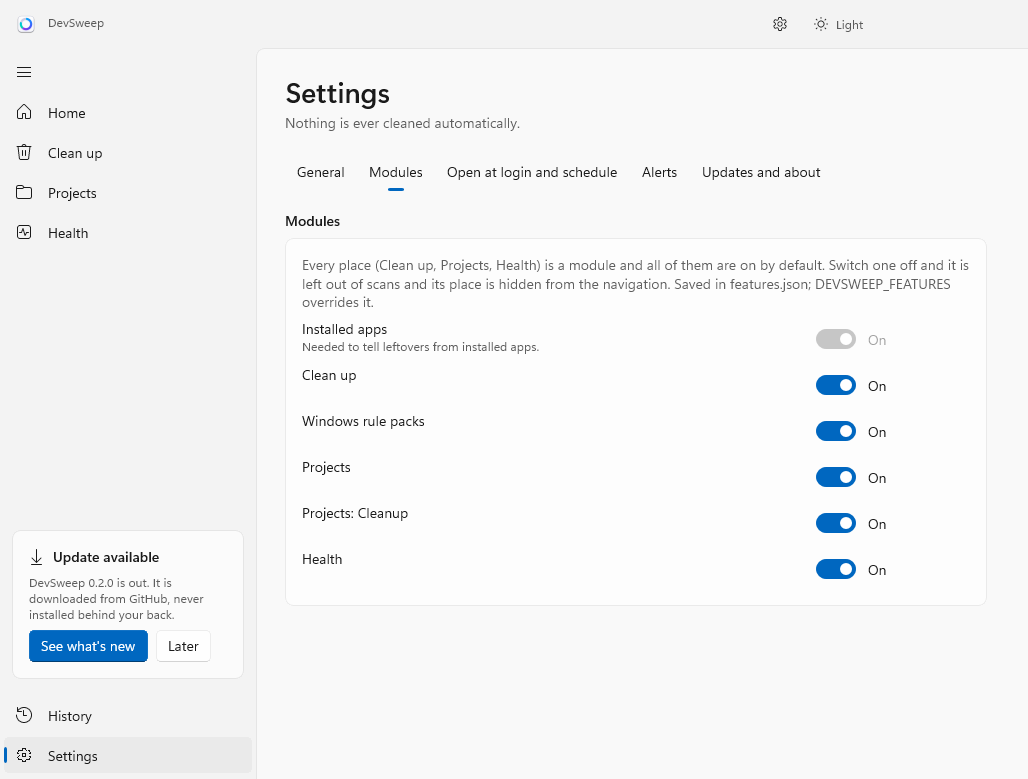 DevSweep
Light
Home
Clean up
Projects
Health
Settings
Nothing is ever cleaned automatically.
General
Modules
Open at login and schedule
Alerts
Updates and about
Modules
Every place (Clean up, Projects, Health) is a module and all of them are on by default. Switch one off and it is
left out of scans and its place is hidden from the navigation. Saved in features.json; DEVSWEEP_FEATURES
overrides it.
Installed apps
Needed to tell leftovers from installed apps.
On
Clean up
On
Windows rule packs
On
Projects
On
Projects: Cleanup
On
Health
On
Update available
DevSweep 0.2.0 is out. It is
downloaded from GitHub, never
installed behind your back.
See what's new
Later
History
Settings